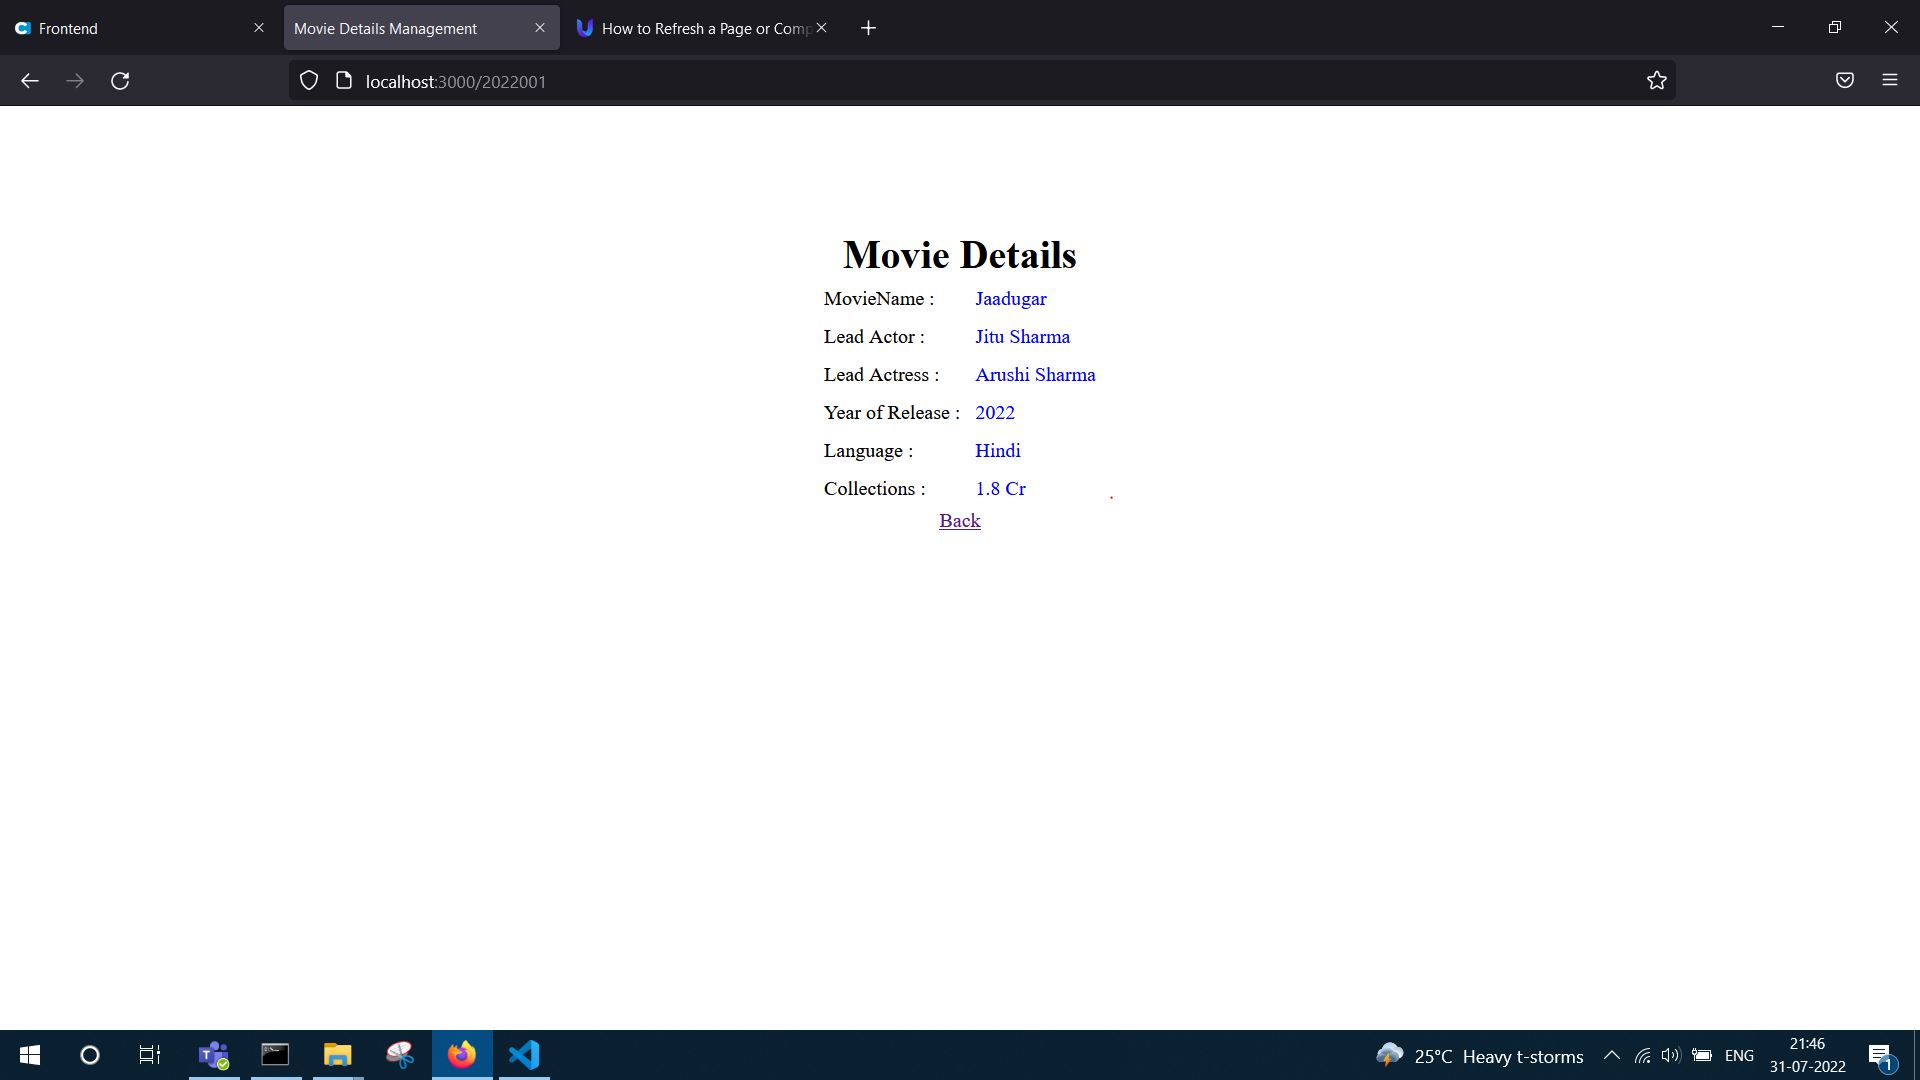 Frontend
Movie Details Management
How to Refresh a Page or Comp
localhost:3000/2022001
Movie Details
MovieName : Jaadugar
Lead Actor : Jitu Sharma
Lead Actress : Arushi Sharma
Year of Release : 2022
Language : Hindi
Collections : 1.8 Cr
Back
25°C Heavy t-storms
ENG
21:46
31-07-2022
1